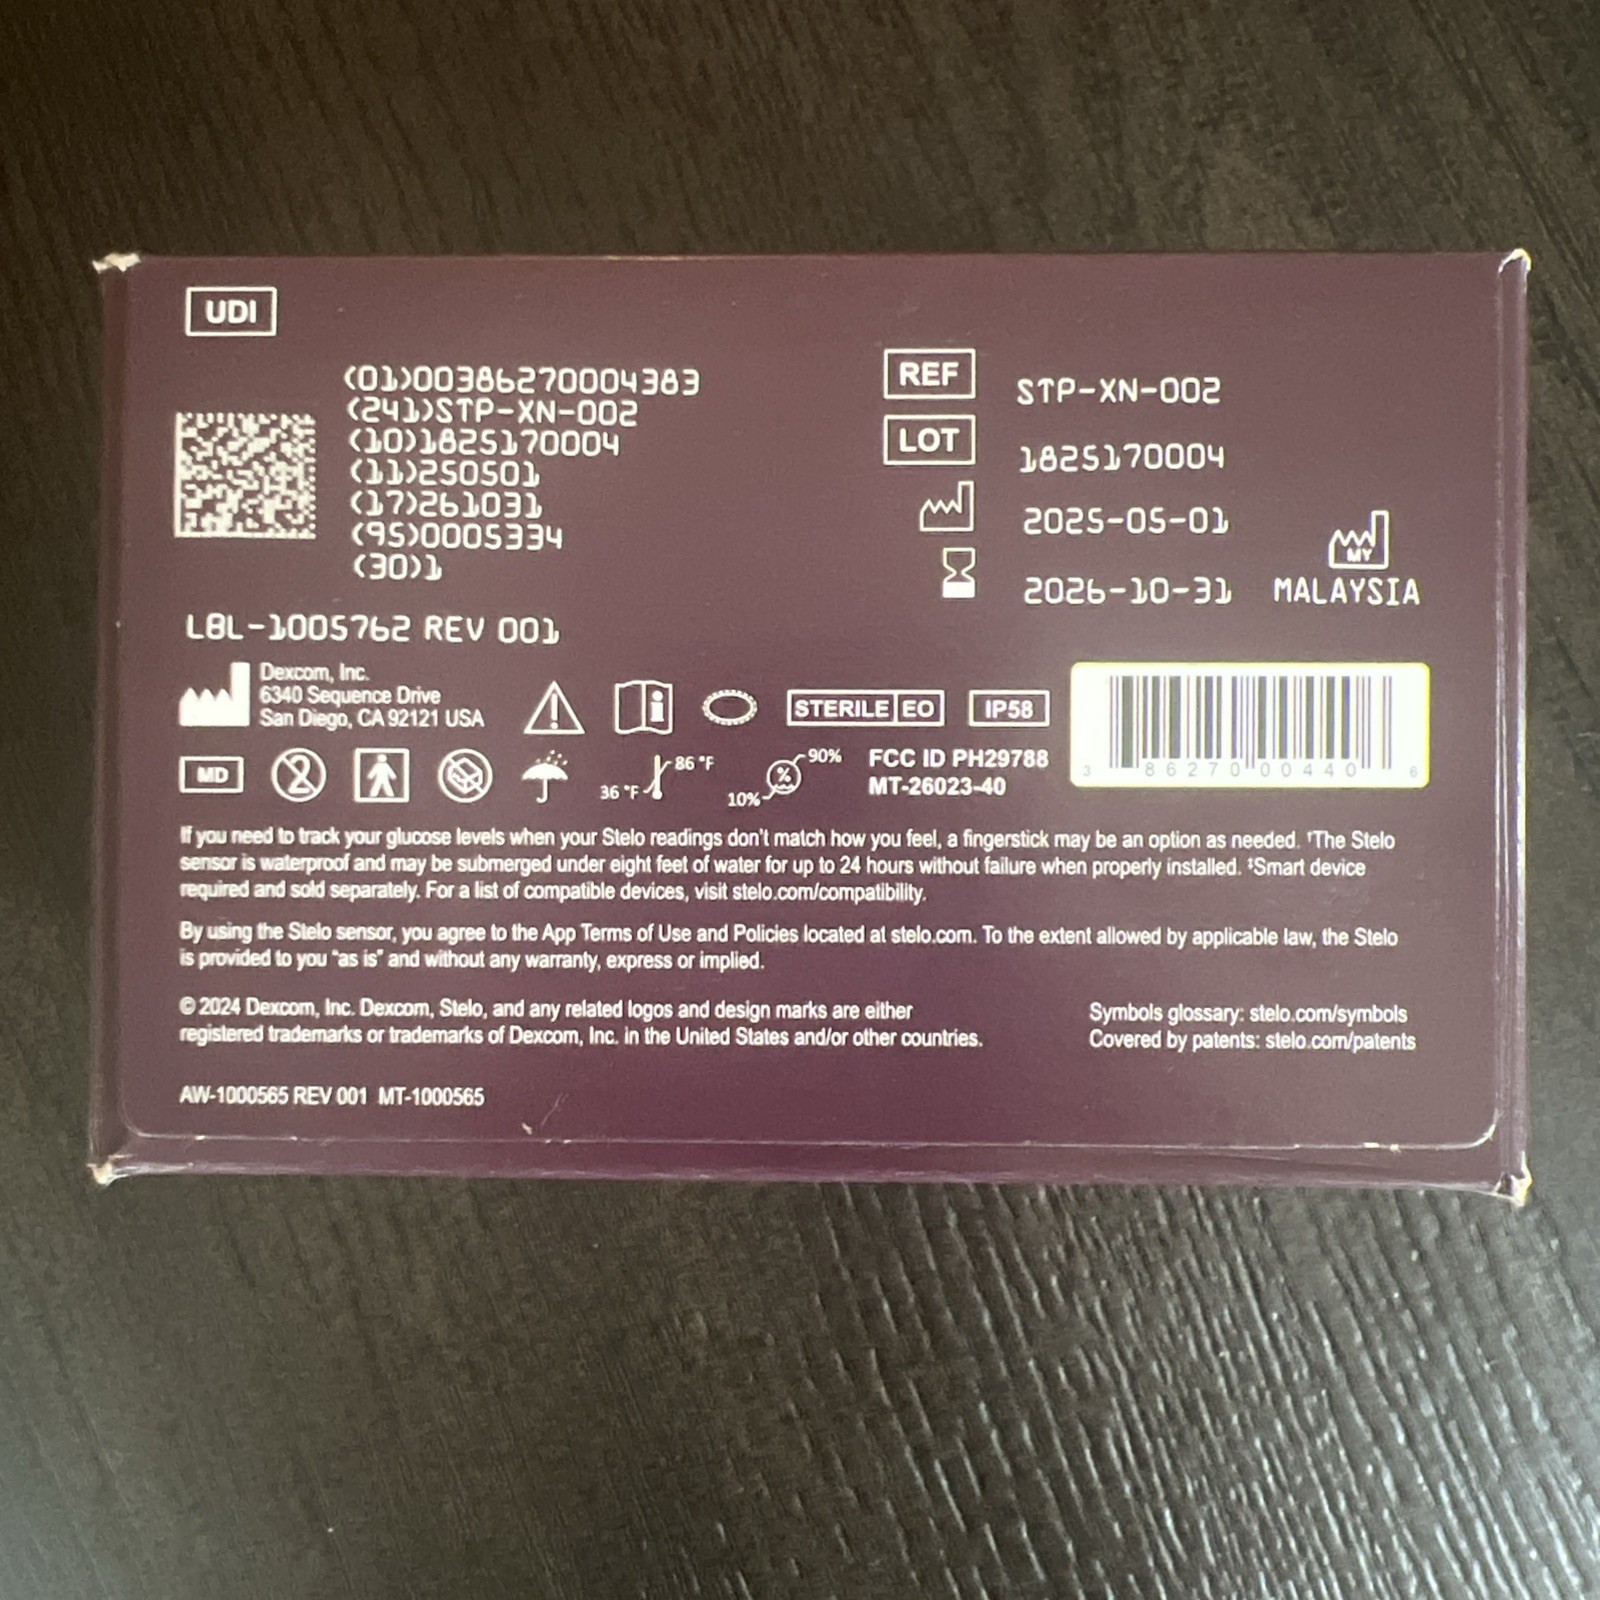 UDI
(01)00386270004383
(241)STP-XN-002
(10)1825170004
(11)250501
(17)261031
(95)0005334
(30)1
LBL-1005762 REV 001
REF STP-XN-002
LOT 1825170004
2025-05-01
2026-10-31
MY
MALAYSIA
Dexcom, Inc.
6340 Sequence Drive
San Diego, CA 92121 USA
STERILE EO
IP58
MD
2
36 °F
86 °F
10%
%
90%
FCC ID PH29788
MT-26023-40
3 86270 00440 6
If you need to track your glucose levels when your Stelo readings don't match how you feel, a fingerstick may be an option as needed. †The Stelo
sensor is waterproof and may be submerged under eight feet of water for up to 24 hours without failure when properly installed. ‡Smart device
required and sold separately. For a list of compatible devices, visit stelo.com/compatibility.
By using the Stelo sensor, you agree to the App Terms of Use and Policies located at stelo.com. To the extent allowed by applicable law, the Stelo
is provided to you "as is" and without any warranty, express or implied.
© 2024 Dexcom, Inc. Dexcom, Stelo, and any related logos and design marks are either
registered trademarks or trademarks of Dexcom, Inc. in the United States and/or other countries.
Symbols glossary: stelo.com/symbols
Covered by patents: stelo.com/patents
AW-1000565 REV 001 MT-1000565